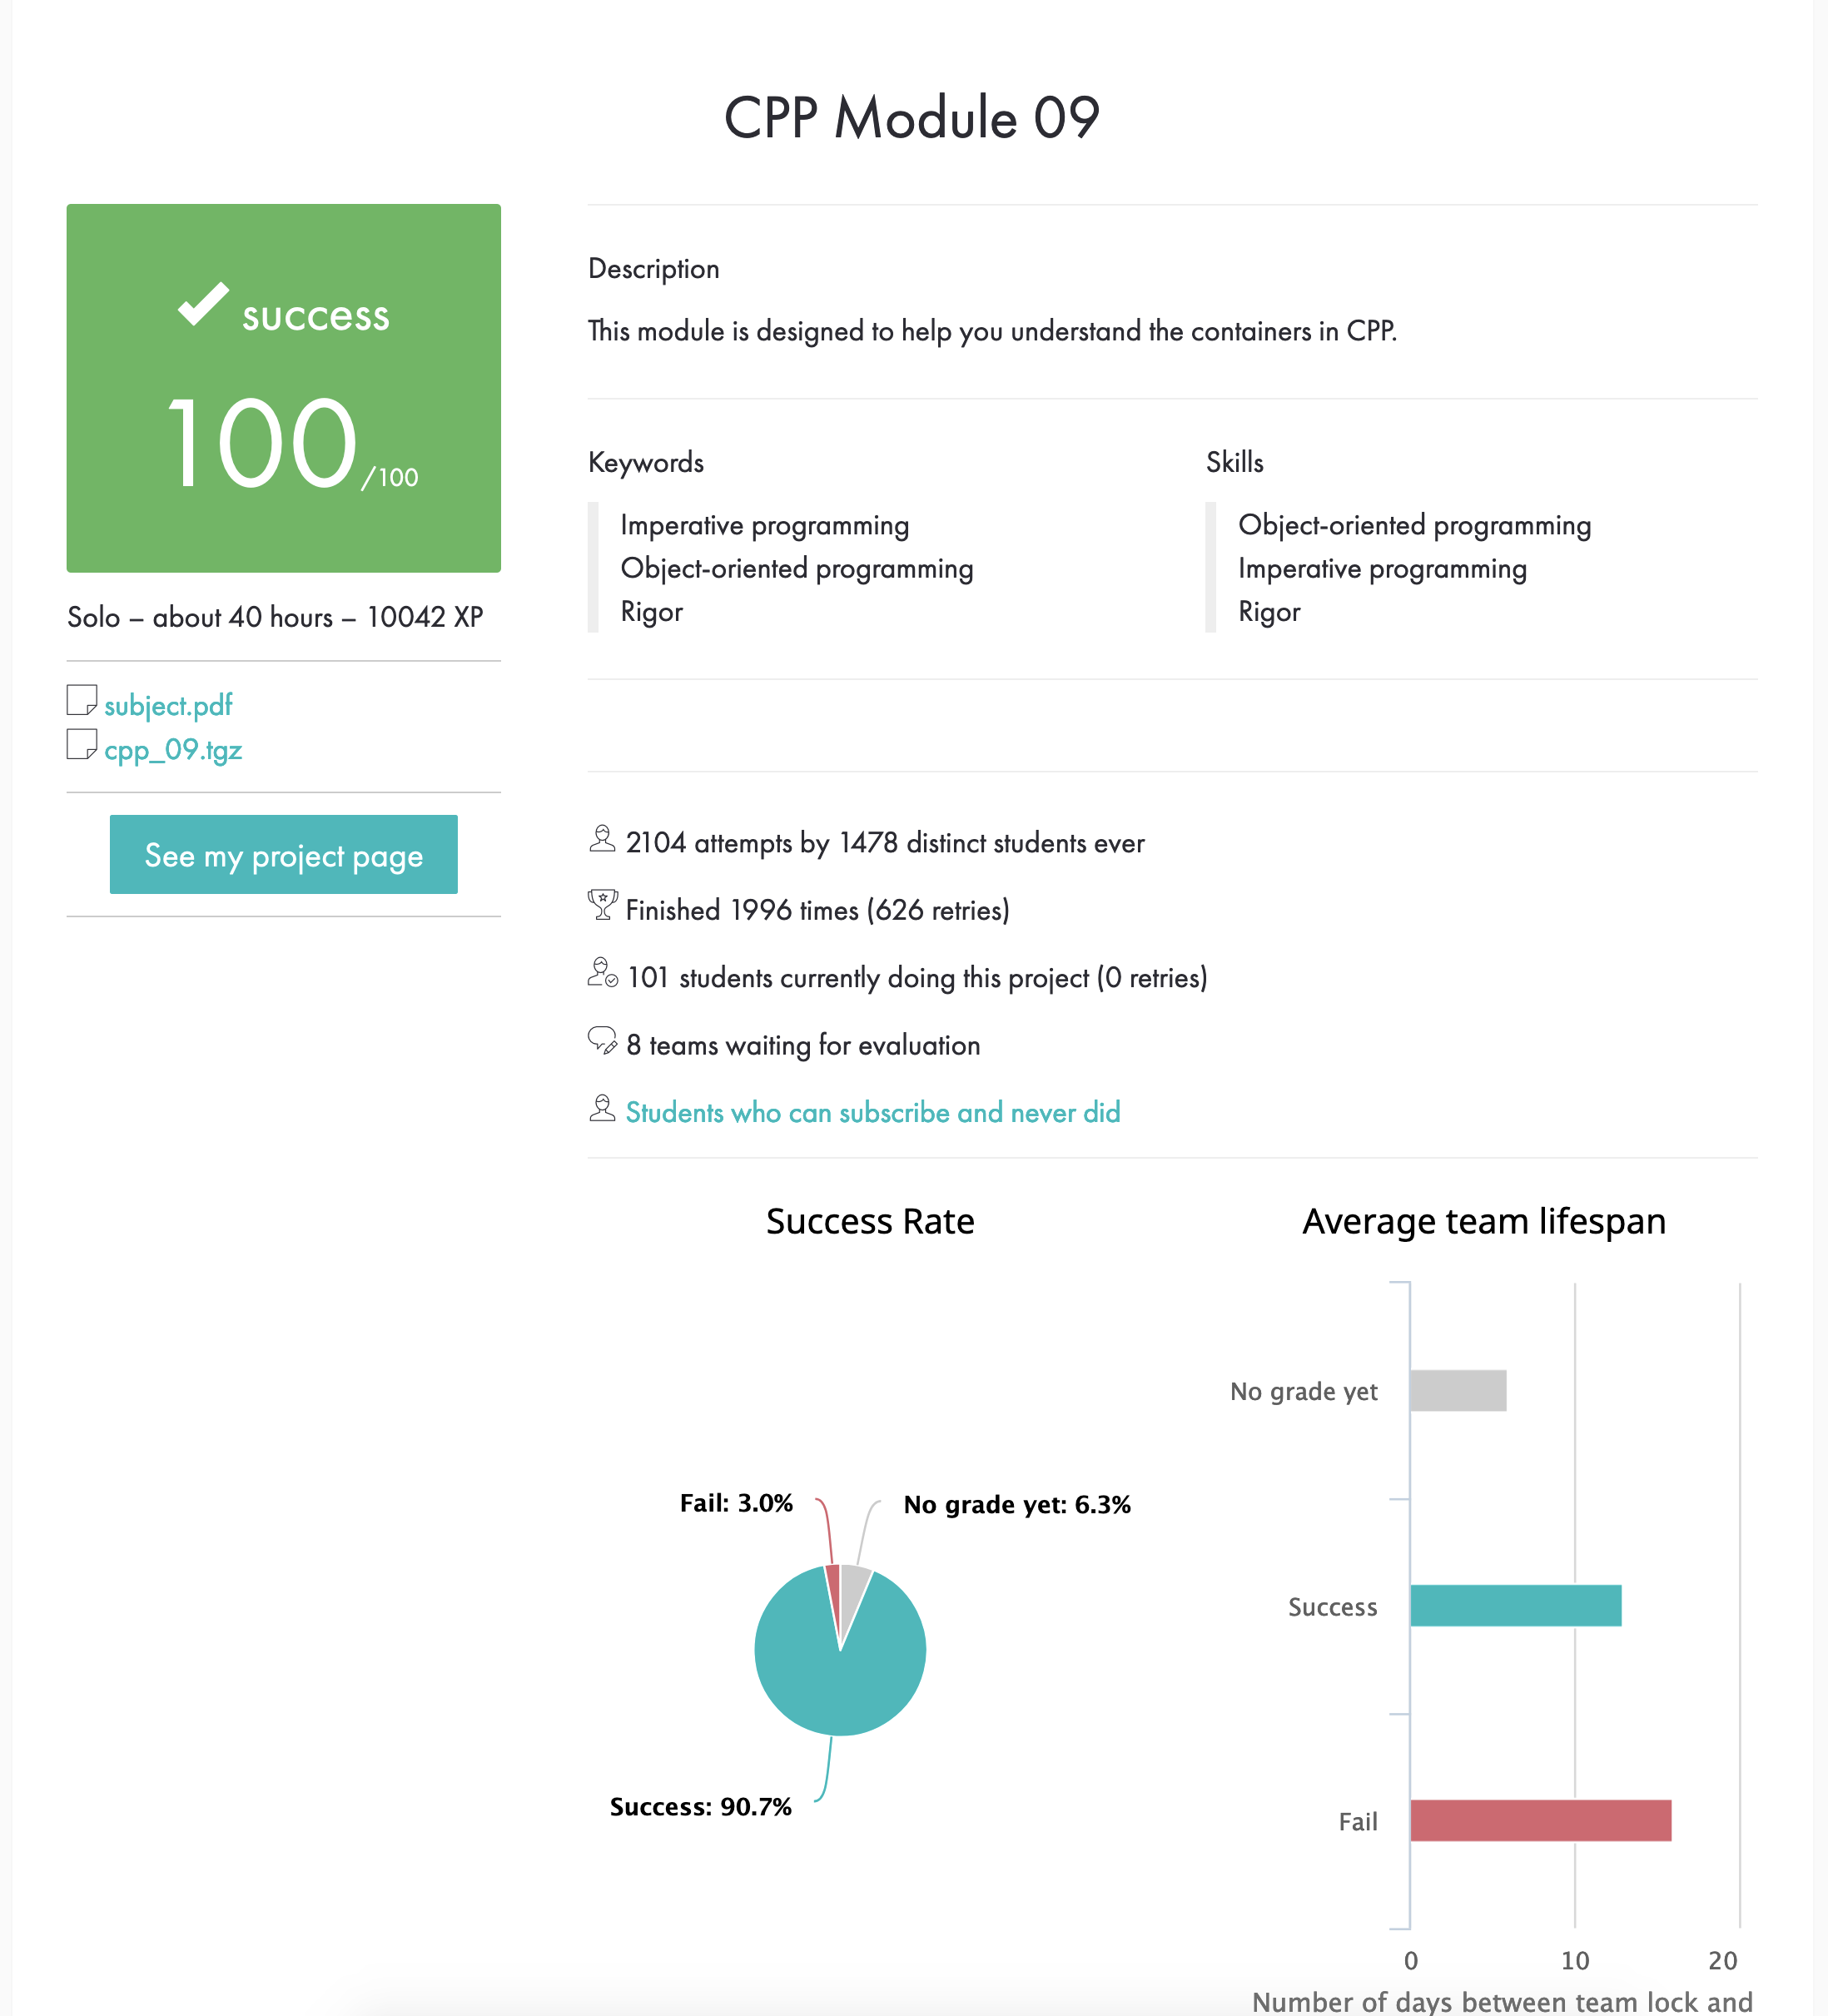 CPP Module 09
success
100/100
Solo – about 40 hours – 10042 XP
subject.pdf
cpp_09.tgz
See my project page
Description
This module is designed to help you understand the containers in CPP.
Keywords
Imperative programming
Object-oriented programming
Rigor
Skills
Object-oriented programming
Imperative programming
Rigor
2104 attempts by 1478 distinct students ever
Finished 1996 times (626 retries)
101 students currently doing this project (0 retries)
8 teams waiting for evaluation
Students who can subscribe and never did
Success Rate
Fail: 3.0%
No grade yet: 6.3%
Success: 90.7%
Average team lifespan
No grade yet
Success
Fail
0 10 20
Number of days between team lock and